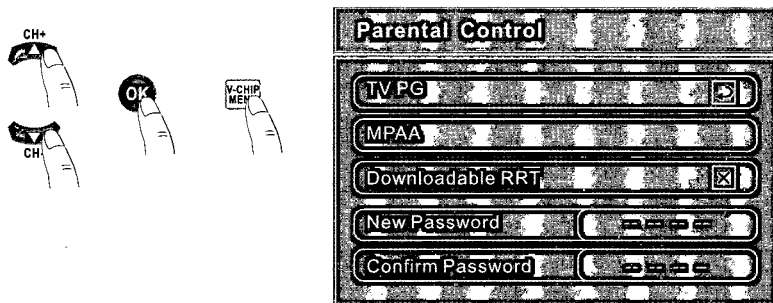 CH+
OK
V-CHIP
MENU
CH-
Parental Control
TV PG
MPAA
Downloadable RRT
New Password
Confirm Password